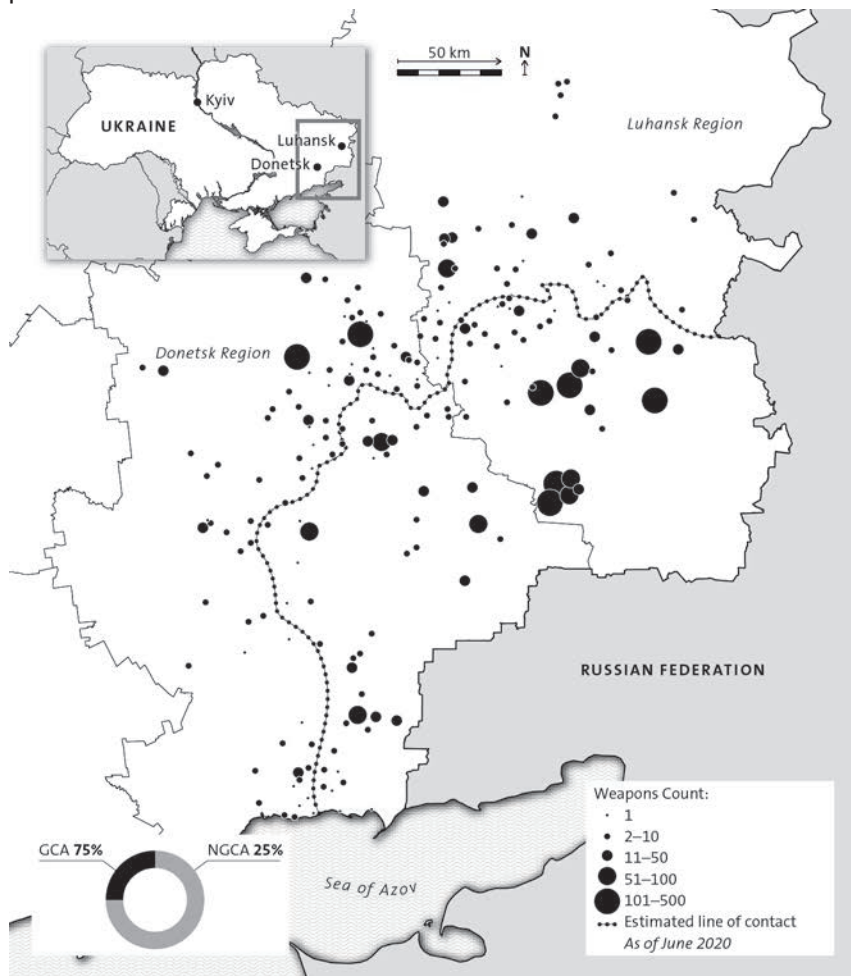 50 km
N
Kyiv
UKRAINE
Luhansk
Donetsk
Luhansk Region
Donetsk Region
RUSSIAN FEDERATION
Weapons Count:
1
2–10
11–50
51–100
101–500
Estimated line of contact
As of June 2020
GCA 75%
NGCA 25%
Sea of Azov